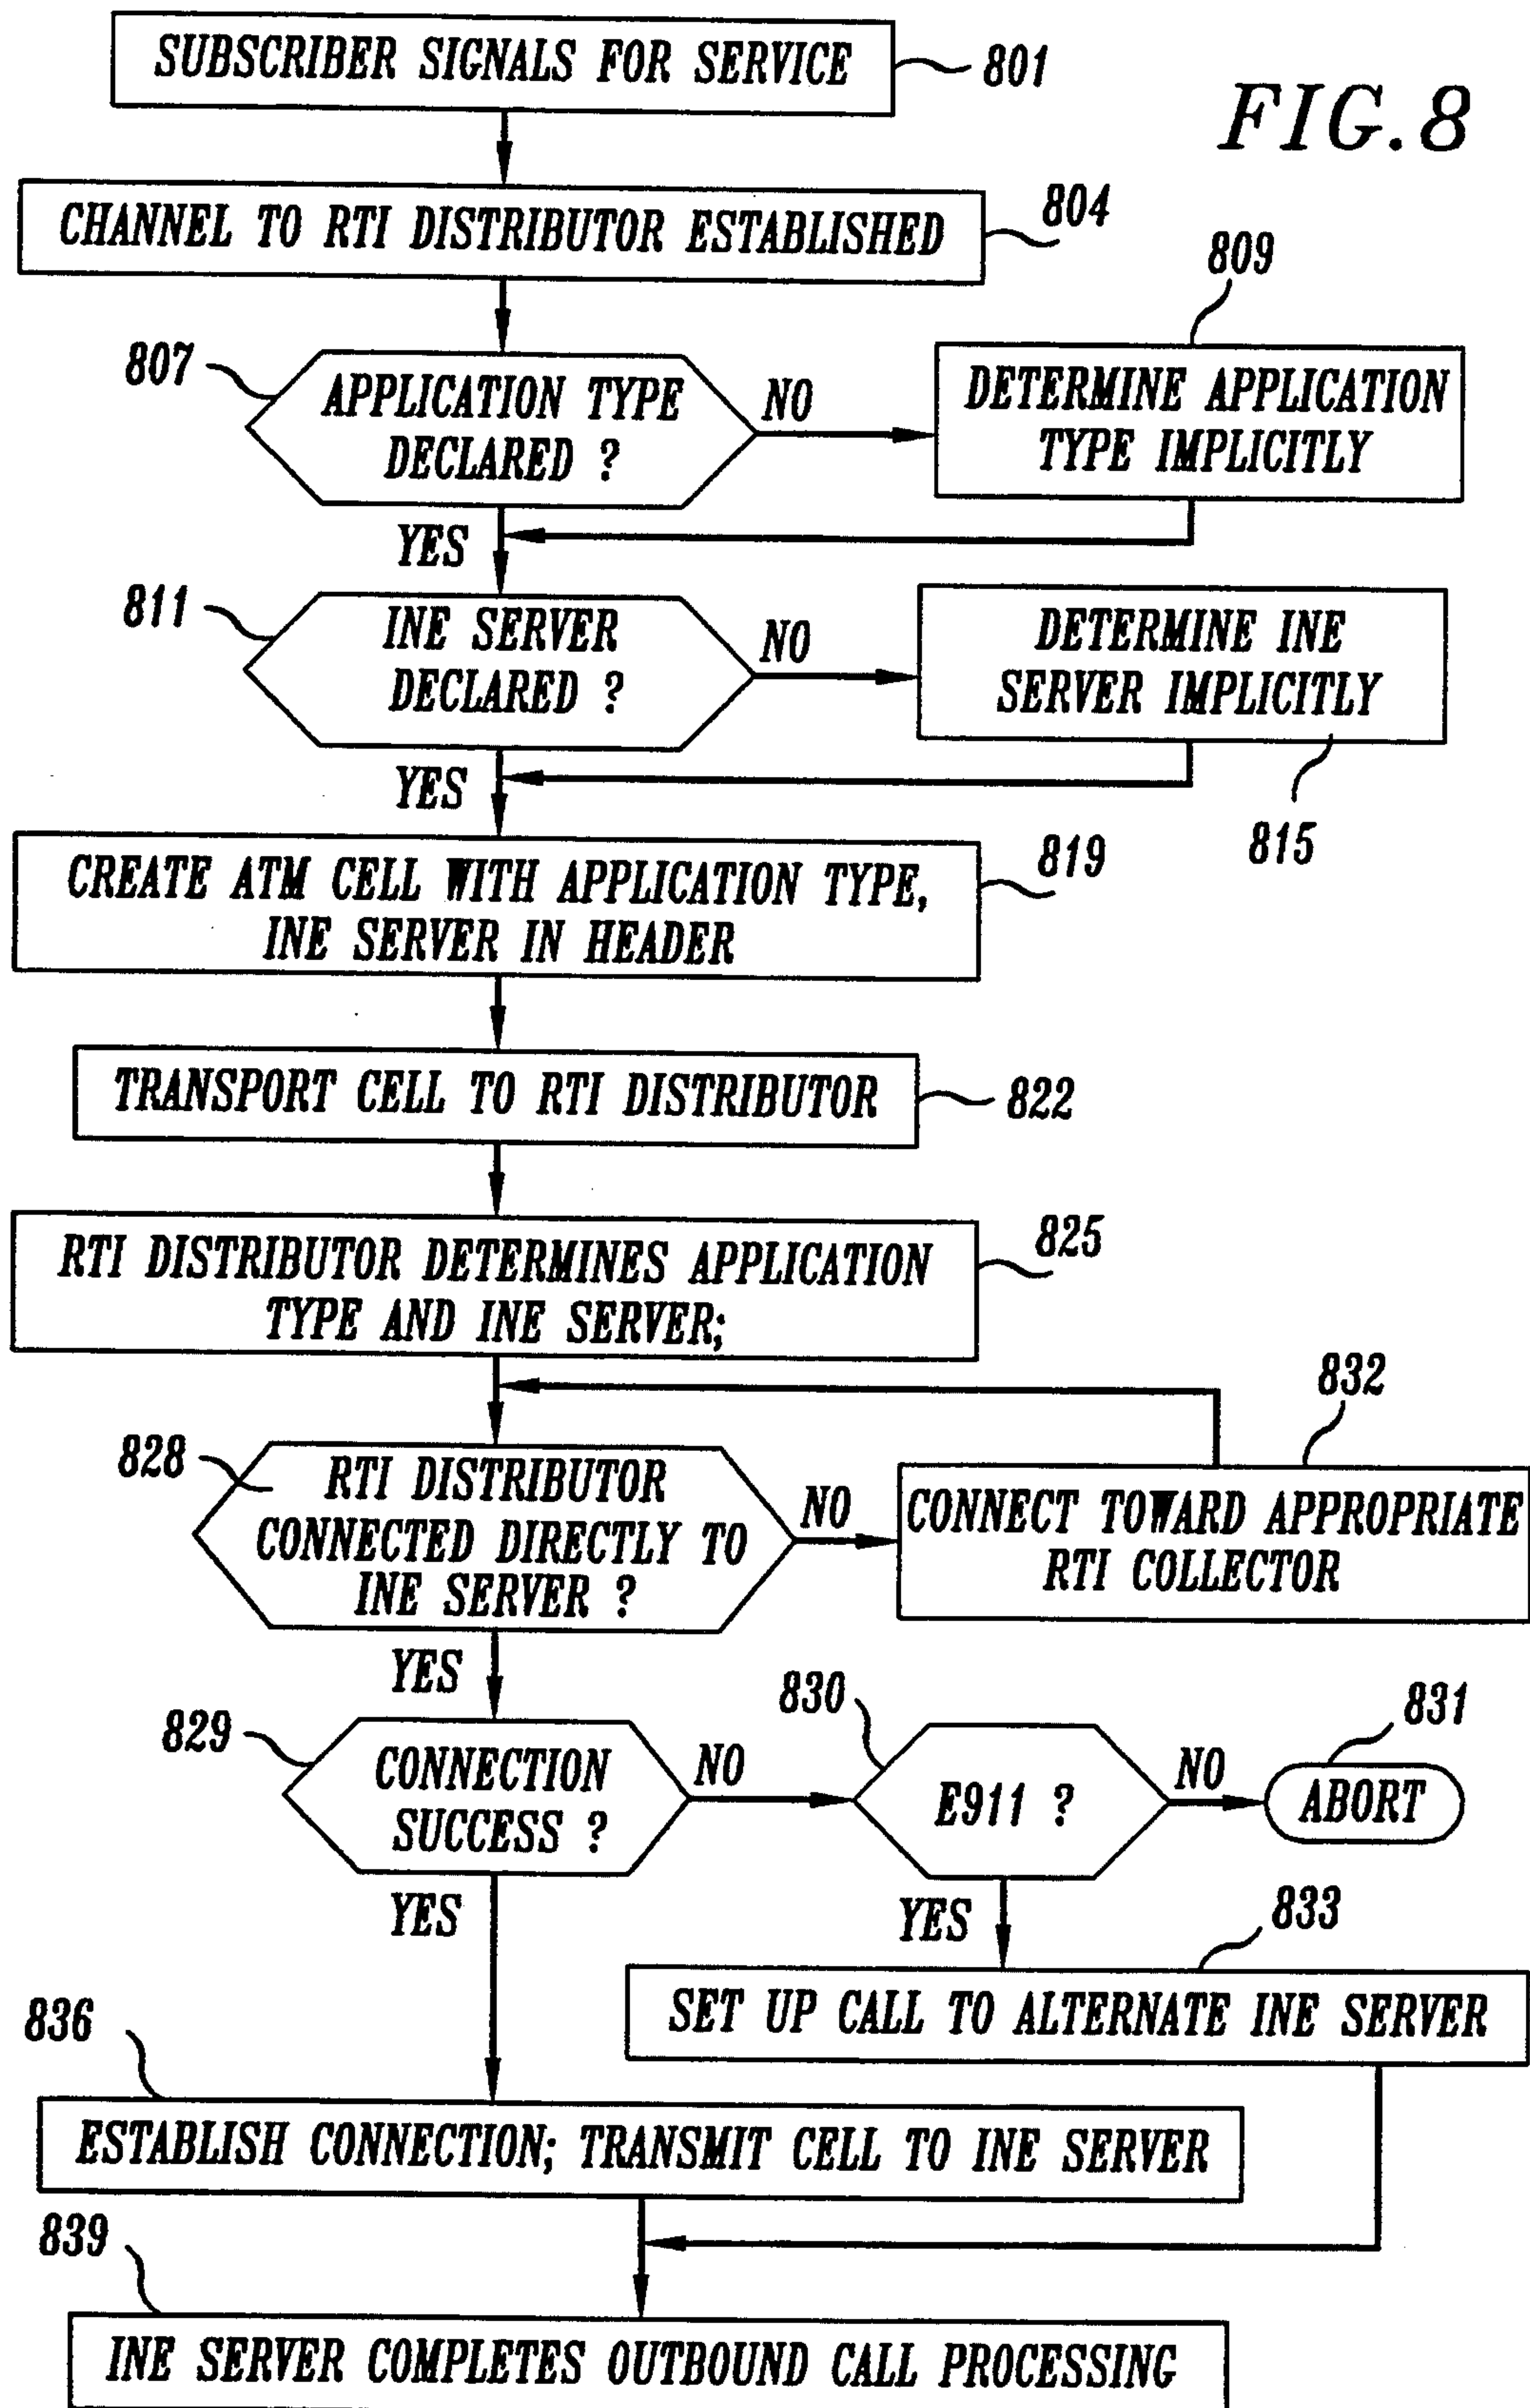 SUBSCRIBER SIGNALS FOR SERVICE
801
FIG. 8
CHANNEL TO RTI DISTRIBUTOR ESTABLISHED
804
809
807
APPLICATION TYPE
DECLARED ?
NO
DETERMINE APPLICATION
TYPE IMPLICITLY
YES
811
INE SERVER
DECLARED ?
NO
DETERMINE INE
SERVER IMPLICITLY
YES
815
819
CREATE ATM CELL WITH APPLICATION TYPE,
INE SERVER IN HEADER
TRANSPORT CELL TO RTI DISTRIBUTOR
822
825
RTI DISTRIBUTOR DETERMINES APPLICATION
TYPE AND INE SERVER;
832
828
RTI DISTRIBUTOR
CONNECTED DIRECTLY TO
INE SERVER ?
NO
CONNECT TOWARD APPROPRIATE
RTI COLLECTOR
YES
829
CONNECTION
SUCCESS ?
NO
830
E911 ?
NO
831
ABORT
YES
YES
833
SET UP CALL TO ALTERNATE INE SERVER
836
ESTABLISH CONNECTION; TRANSMIT CELL TO INE SERVER
839
INE SERVER COMPLETES OUTBOUND CALL PROCESSING